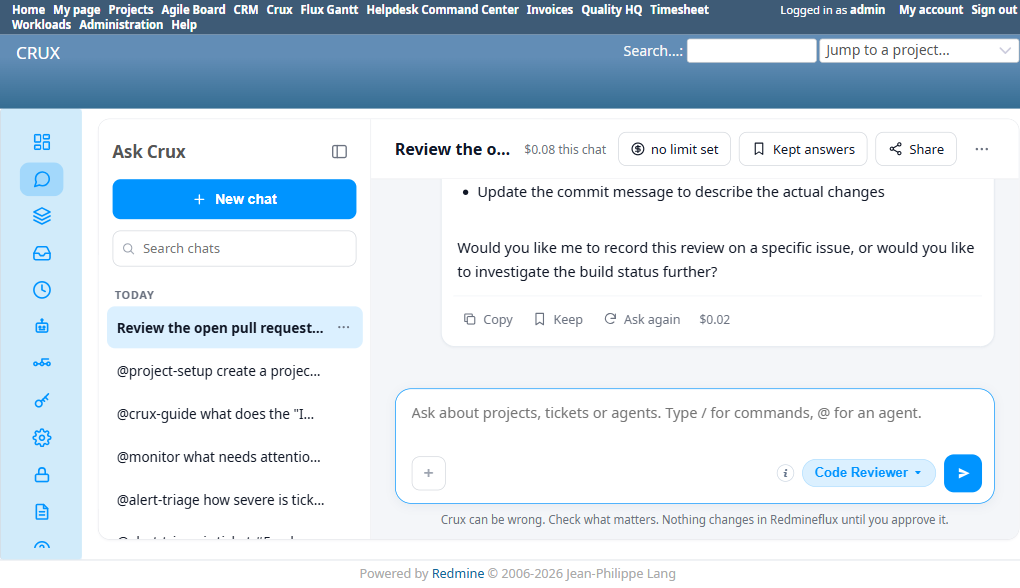 Home My page Projects Agile Board CRM Crux Flux Gantt Helpdesk Command Center Invoices Quality HQ Timesheet
Workloads Administration Help
Logged in as admin My account Sign out
CRUX
Search...:
Jump to a project...
Ask Crux
+ New chat
Search chats
TODAY
Review the open pull request... ...
@project-setup create a projec...
@crux-guide what does the "I...
@monitor what needs attentio...
@alert-triage how severe is tick...
Review the o... $0.08 this chat no limit set Kept answers Share ...
• Update the commit message to describe the actual changes
Would you like me to record this review on a specific issue, or would you like
to investigate the build status further?
Copy Keep Ask again $0.02
Ask about projects, tickets or agents. Type / for commands, @ for an agent.
+ i Code Reviewer
Crux can be wrong. Check what matters. Nothing changes in Redmineflux until you approve it.
Powered by Redmine © 2006-2026 Jean-Philippe Lang